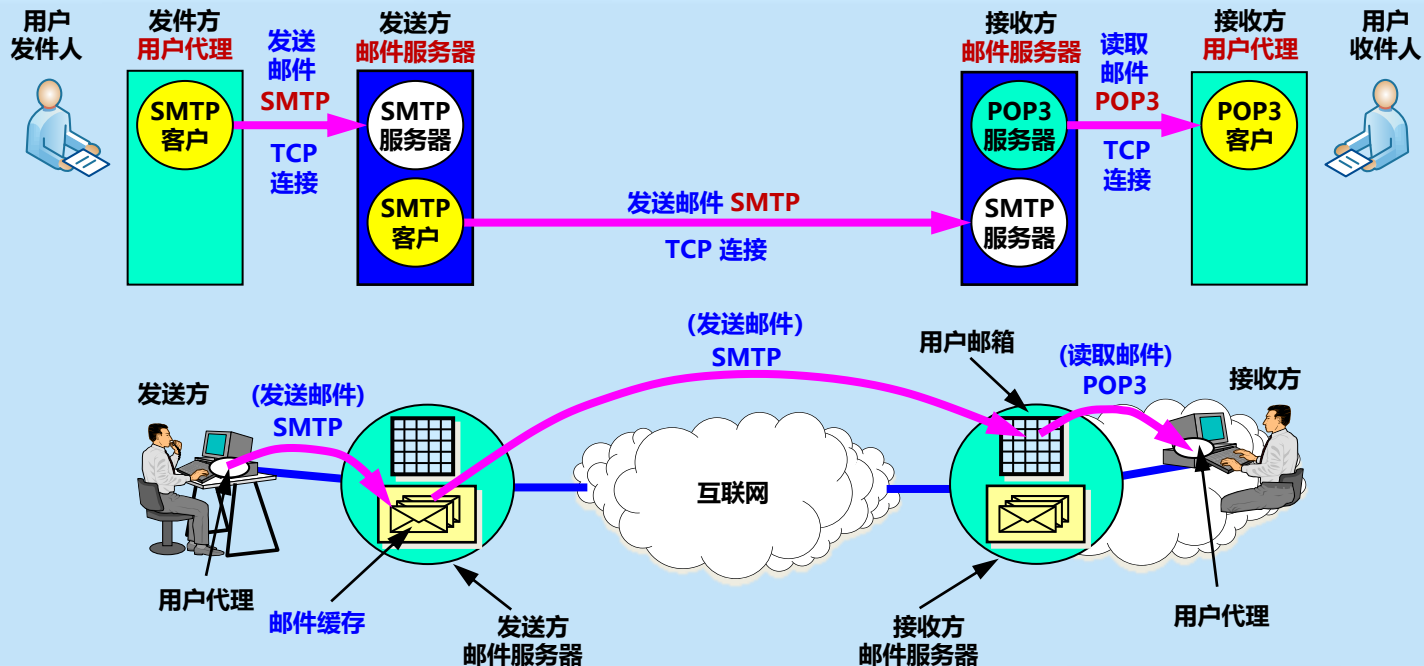 用户
发件人
发件方
用户代理
发送
邮件
SMTP
TCP
连接
发送方
邮件服务器
接收方
邮件服务器
读取
邮件
POP3
TCP
连接
接收方
用户代理
用户
收件人
SMTP
客户
SMTP
服务器
SMTP
客户
发送邮件 SMTP
TCP 连接
POP3
服务器
SMTP
服务器
POP3
客户
(发送邮件)
SMTP
用户邮箱
(读取邮件)
POP3
接收方
发送方
(发送邮件)
SMTP
互联网
用户代理
邮件缓存
发送方
邮件服务器
接收方
邮件服务器
用户代理